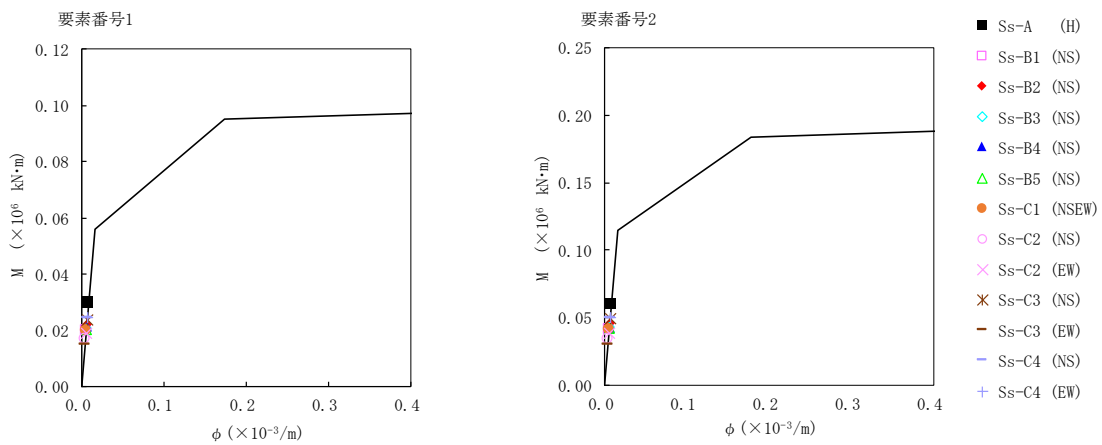 要素番号1
0.12
0.10
0.08
0.06
0.04
0.02
0.00
M (×10⁶ kN・m)
0.0 0.1 0.2 0.3 0.4
φ (×10⁻³/m)
要素番号2
0.25
0.20
0.15
0.10
0.05
0.00
M (×10⁶ kN・m)
0.0 0.1 0.2 0.3 0.4
φ (×10⁻³/m)
Ss-A (H)
Ss-B1 (NS)
Ss-B2 (NS)
Ss-B3 (NS)
Ss-B4 (NS)
Ss-B5 (NS)
Ss-C1 (NSEW)
Ss-C2 (NS)
Ss-C2 (EW)
Ss-C3 (NS)
Ss-C3 (EW)
Ss-C4 (NS)
Ss-C4 (EW)